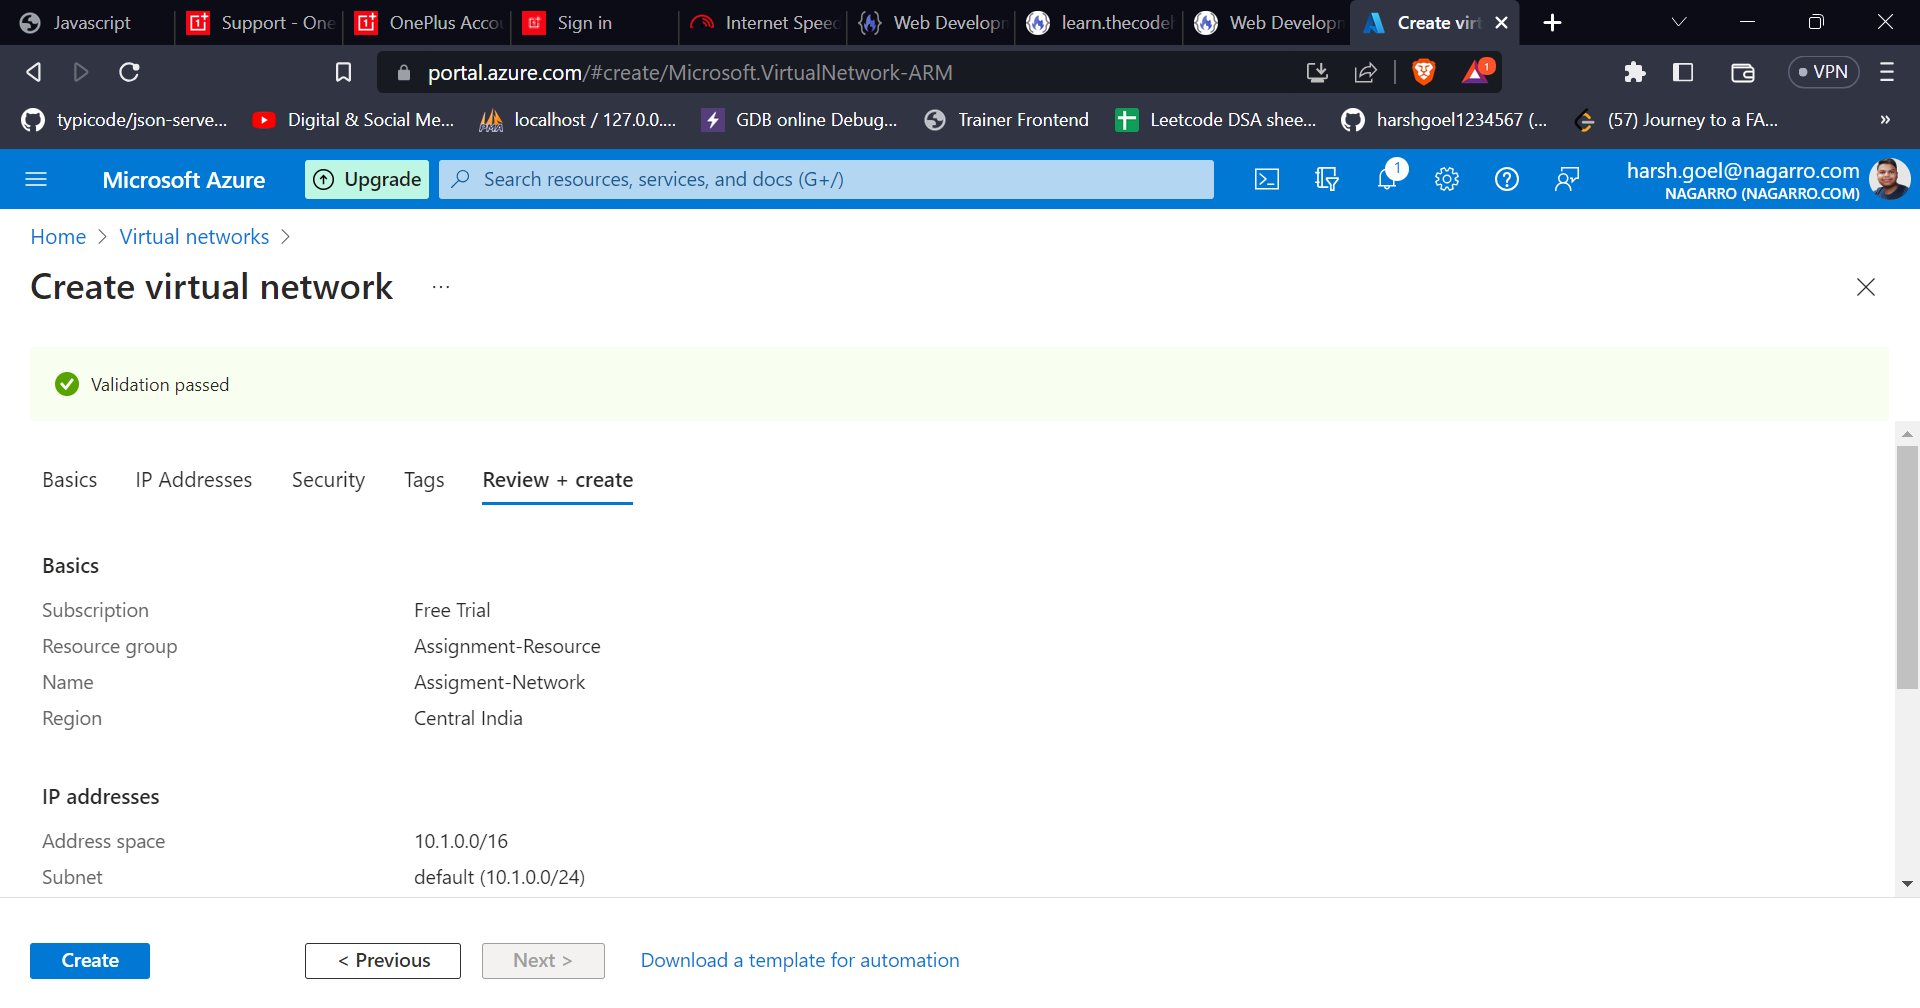 Javascript
Support - One
OnePlus Accou
Sign in
Internet Speed
Web Developm
learn.thecodeh
Web Developm
Create virt
portal.azure.com/#create/Microsoft.VirtualNetwork-ARM
1
VPN
typicode/json-serve...
Digital & Social Me...
localhost / 127.0.0....
GDB online Debug...
Trainer Frontend
Leetcode DSA shee...
harshgoel1234567 (...
(57) Journey to a FA...
»
Microsoft Azure
Upgrade
Search resources, services, and docs (G+/)
1
harsh.goel@nagarro.com
NAGARRO (NAGARRO.COM)
Home > Virtual networks >
Create virtual network ...
Validation passed
Basics
IP Addresses
Security
Tags
Review + create
Basics
Subscription Free Trial
Resource group Assignment-Resource
Name Assigment-Network
Region Central India
IP addresses
Address space 10.1.0.0/16
Subnet default (10.1.0.0/24)
Create
< Previous
Next >
Download a template for automation